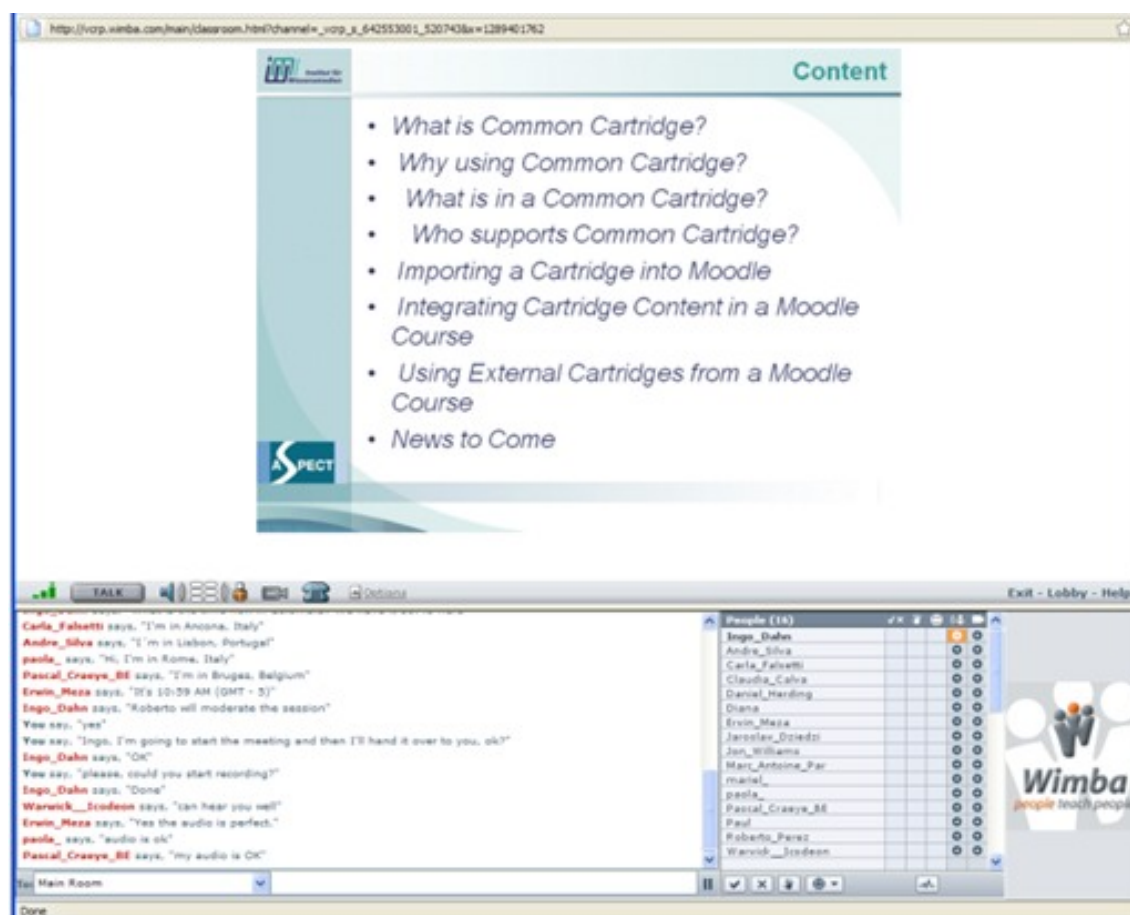 http://vcrp.wimba.com/main/classroom.html?channel=_vcrp_s_642553001_520743&x=1289401762
Institut für
Wissensmedien
Content
• What is Common Cartridge?
• Why using Common Cartridge?
• What is in a Common Cartridge?
• Who supports Common Cartridge?
• Importing a Cartridge into Moodle
• Integrating Cartridge Content in a Moodle
Course
• Using External Cartridges from a Moodle
Course
• News to Come
ASPECT
TALK
Options
Exit - Lobby - Help
Carla_Falsetti says, "I'm in Ancona, Italy"
Andre_Silva says, "I´m in Lisbon, Portugal"
paola_ says, "Hi, I'm in Rome, Italy"
Pascal_Craeye_BE says, "I'm in Bruges, Belgium"
Erwin_Meza says, "It's 10:59 AM (GMT - 5)"
Ingo_Dahn says, "Roberto will moderate the session"
You say, "yes"
You say, "Ingo, I'm going to start the meeting and then I'll hand it over to you, ok?"
Ingo_Dahn says, "OK"
You say, "please, could you start recording?"
Ingo_Dahn says, "Done"
Warwick__Icodeon says, "can hear you well"
Erwin_Meza says, "Yes the audio is perfect."
paola_ says, "audio is ok"
Pascal_Craeye_BE says, "my audio is OK"
To: Main Room
People (16)
Ingo_Dahn
Andre_Silva
Carla_Falsetti
Claudia_Calva
Daniel_Harding
Diana
Erwin_Meza
Jaroslav_Dziedzi
Jon_Williams
Marc_Antoine_Par
mariel_
paola_
Pascal_Craeye_BE
Paul
Roberto_Perez
Warwick__Icodeon
Wimba
people teach people
Done